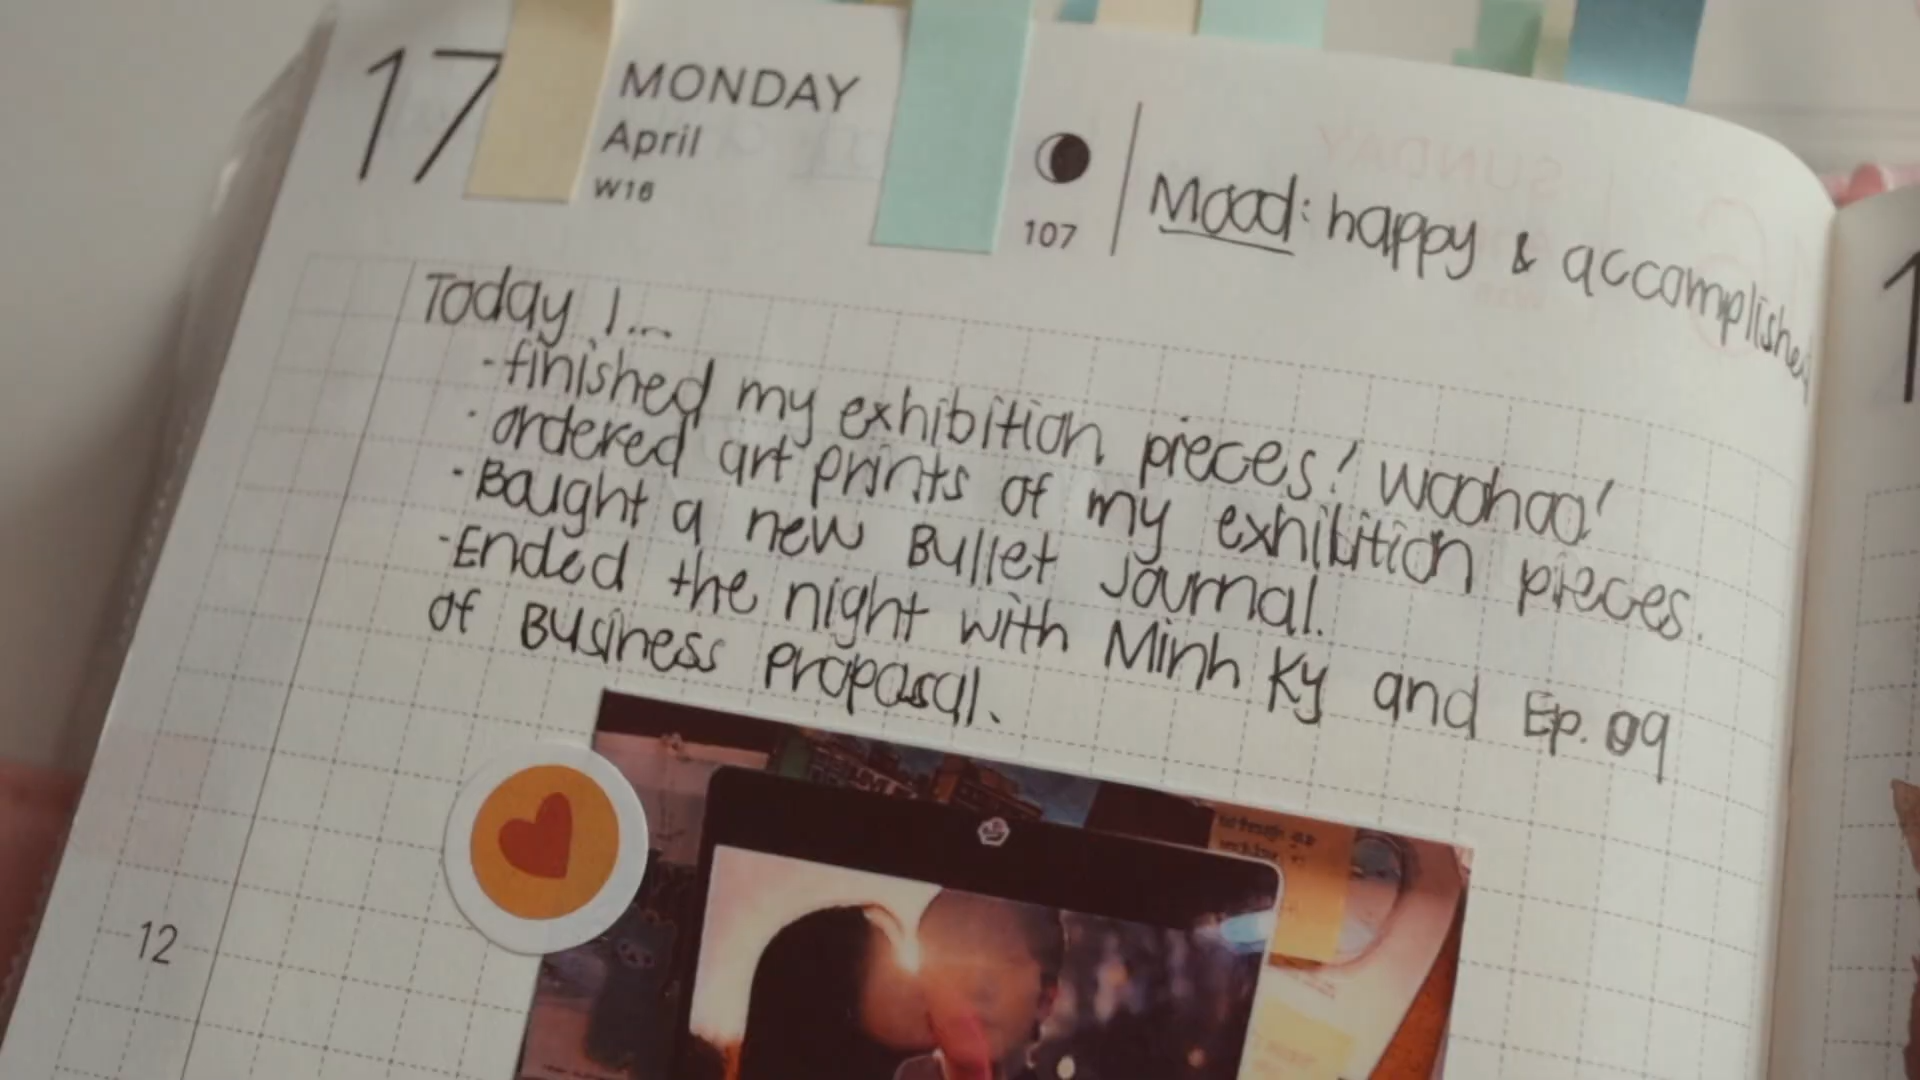 17
MONDAY
April
W16
107
Mood: happy & accomplished
Today I...
- finished my exhibition pieces! woohoo!
- ordered art prints of my exhibition pieces.
- Bought a new Bullet Journal.
- Ended the night with Minh Ky and Ep. 09
of Business Proposal.
12